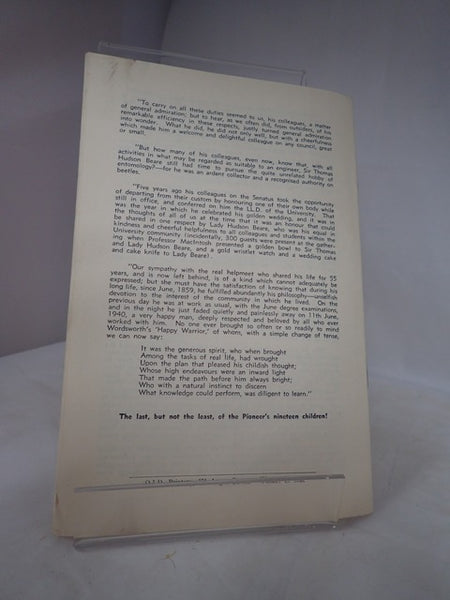 "To carry on all these duties seemed to us, his colleagues, a matter
of general admiration; but to hear, as we often did, from outsiders, of his
remarkable efficiency in these respects, justly turned general admiration
into wonder. What he did, he did not only well, but with a cheerfulness
which made him a welcome and delightful colleague on any council, great
or small.
"But how many of his colleagues, even now, know that, with all
activities in what may be regarded as suitable to an engineer, Sir Thomas
Hudson Beare still had time to pursue the quite unrelated hobby of
entomology?—for he was an ardent collector and a recognised authority on
beetles.
"Five years ago his colleagues on the Senatus took the opportunity
of departing from their custom by honouring one of their own body while
still in office, and conferred on him the LL.D. of the University. That
was the year in which he celebrated his golden wedding, and it was in
the thoughts of all of us at the time that it was an honour that could
be shared in one respect by Lady Hudson Beare, who was his equal in
kindness and cheerful helpfulness to all colleagues and students within the
University community (incidentally, 300 guests were present at the gather-
ing when Professor MacIntosh presented a golden bowl to Sir Thomas
and Lady Hudson Beare, and a gold wristlet watch and a wedding cake
and cake knife to Lady Beare).
"Our sympathy with the real helpmeet who shared his life for 55
years, and is now left behind, is of a kind which cannot adequately be
expressed; but she must have the satisfaction of knowing that during his
long life, since June, 1859, he fulfilled abundantly his philosophy—unselfish
devotion to the interest of the community in which he lived. On the
previous day he was at work as usual, with the June degree examinations,
and in the night he just faded quietly and painlessly away on 11th June,
1940, a very happy man, deeply respected and beloved by all who ever
worked with him. No one ever brought so often or so readily to mind
Wordsworth's "Happy Warrior," of whom, with a simple change of tense,
we can now say:
It was the generous spirit, who when brought
Among the tasks of real life, had wrought
Upon the plan that pleased his childish thought;
Whose high endeavours were an inward light
That made the path before him always bright;
Who with a natural instinct to discern
What knowledge could perform, was diligent to learn."
The last, but not the least, of the Pioneer's nineteen children!